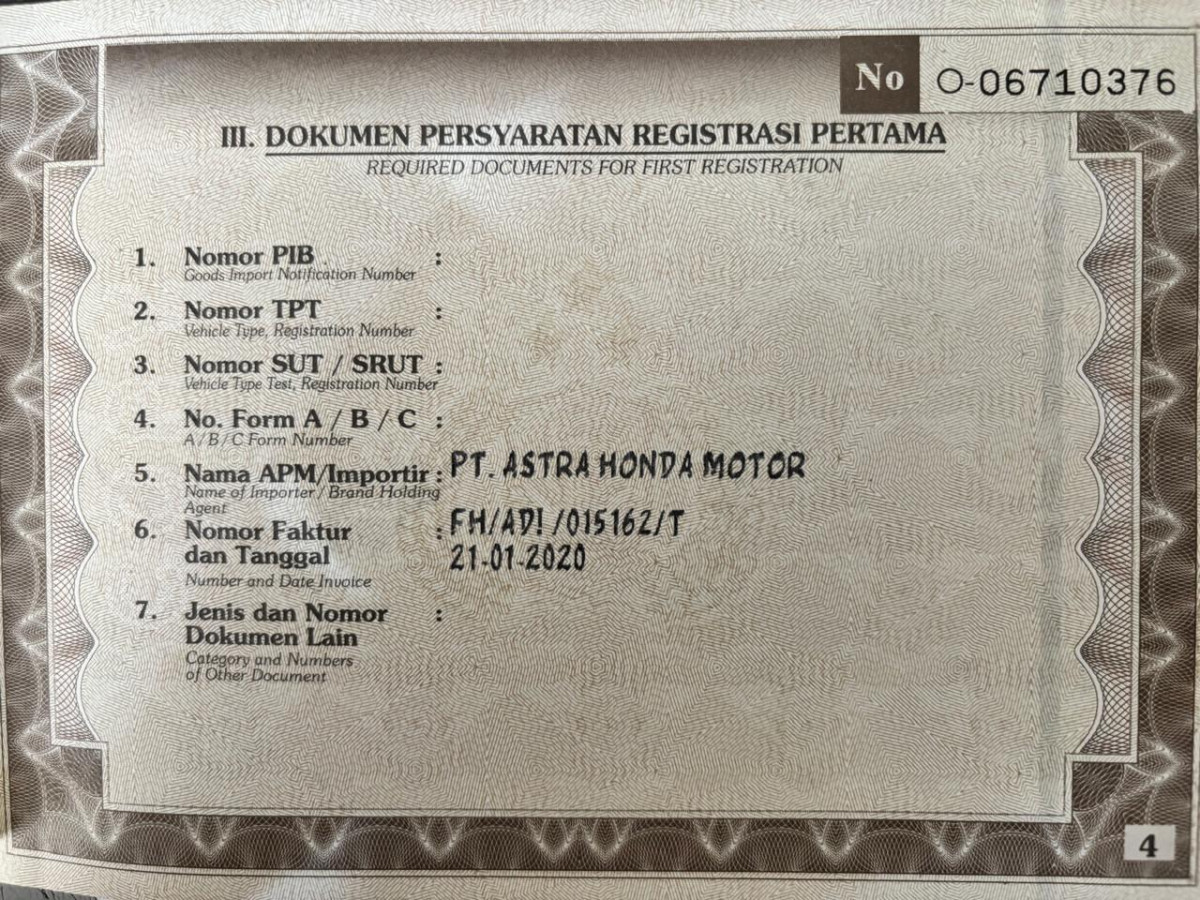 No O-06710376
III. DOKUMEN PERSYARATAN REGISTRASI PERTAMA
REQUIRED DOCUMENTS FOR FIRST REGISTRATION
1. Nomor PIB :
Goods Import Notification Number
2. Nomor TPT :
Vehicle Type, Registration Number
3. Nomor SUT / SRUT :
Vehicle Type Test, Registration Number
4. No. Form A / B / C :
A / B / C Form Number
5. Nama APM/Importir : PT. ASTRA HONDA MOTOR
Name of Importer / Brand Holding
Agent
6. Nomor Faktur : FH/AD! /015162/T
dan Tanggal 21-01-2020
Number and Date Invoice
7. Jenis dan Nomor :
Dokumen Lain
Category and Numbers
of Other Document
4